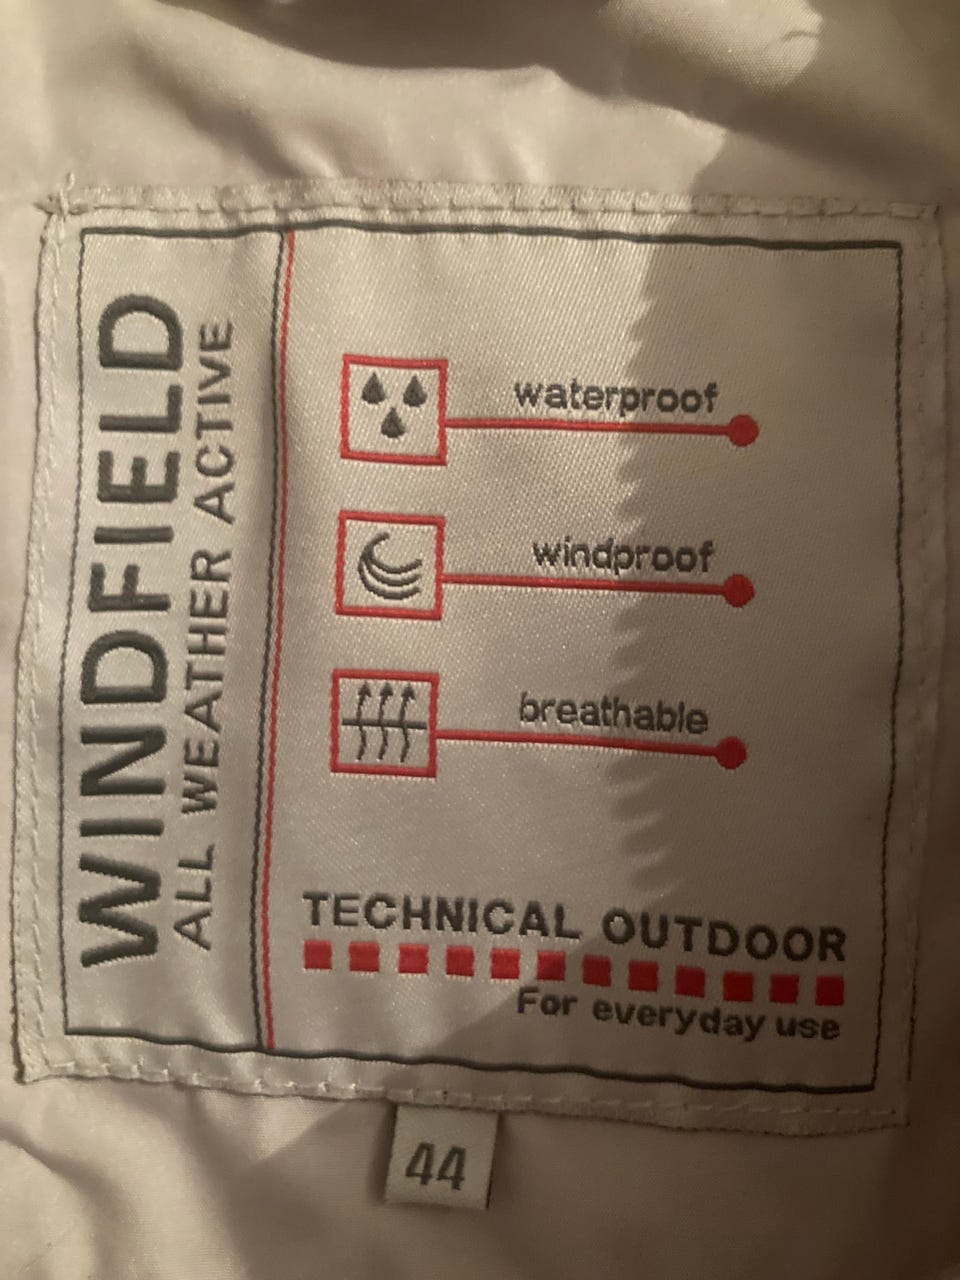 WINDFIELD
ALL WEATHER ACTIVE
waterproof
windproof
breathable
TECHNICAL OUTDOOR
For everyday use
44